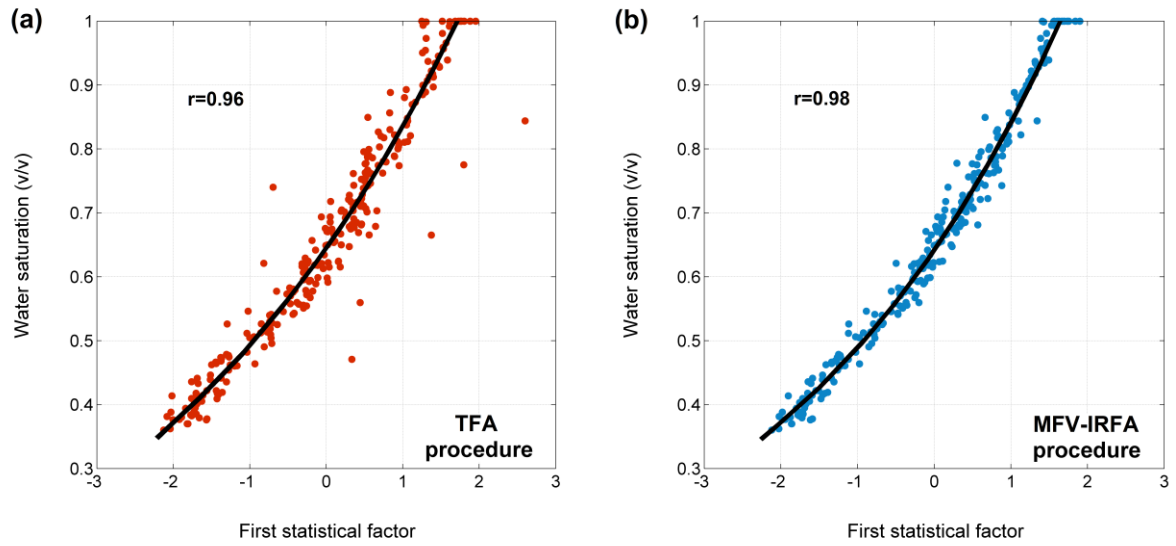 (a)
1
0.9
0.8
0.7
0.6
0.5
0.4
0.3
Water saturation (v/v)
r=0.96
TFA
procedure
-3 -2 -1 0 1 2 3
First statistical factor
(b)
1
0.9
0.8
0.7
0.6
0.5
0.4
0.3
Water saturation (v/v)
r=0.98
MFV-IRFA
procedure
-3 -2 -1 0 1 2 3
First statistical factor